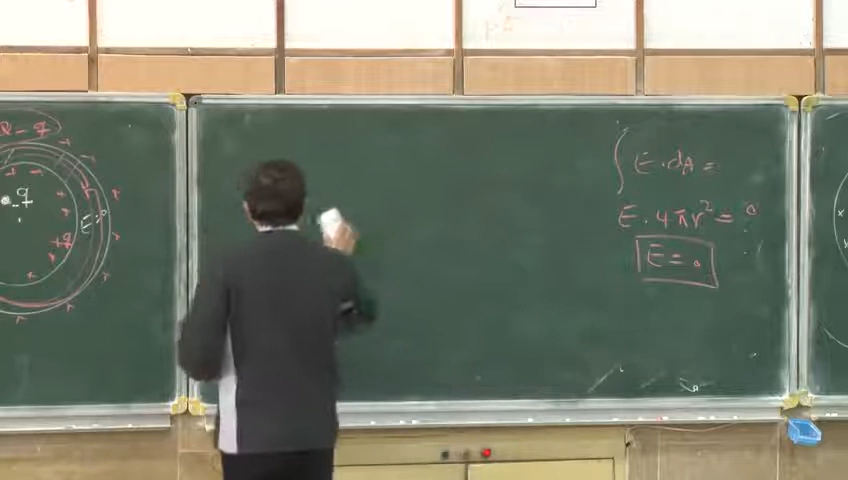 q
+q
E=0
∫ E . dA =
E . 4πr² = 0
E = 0